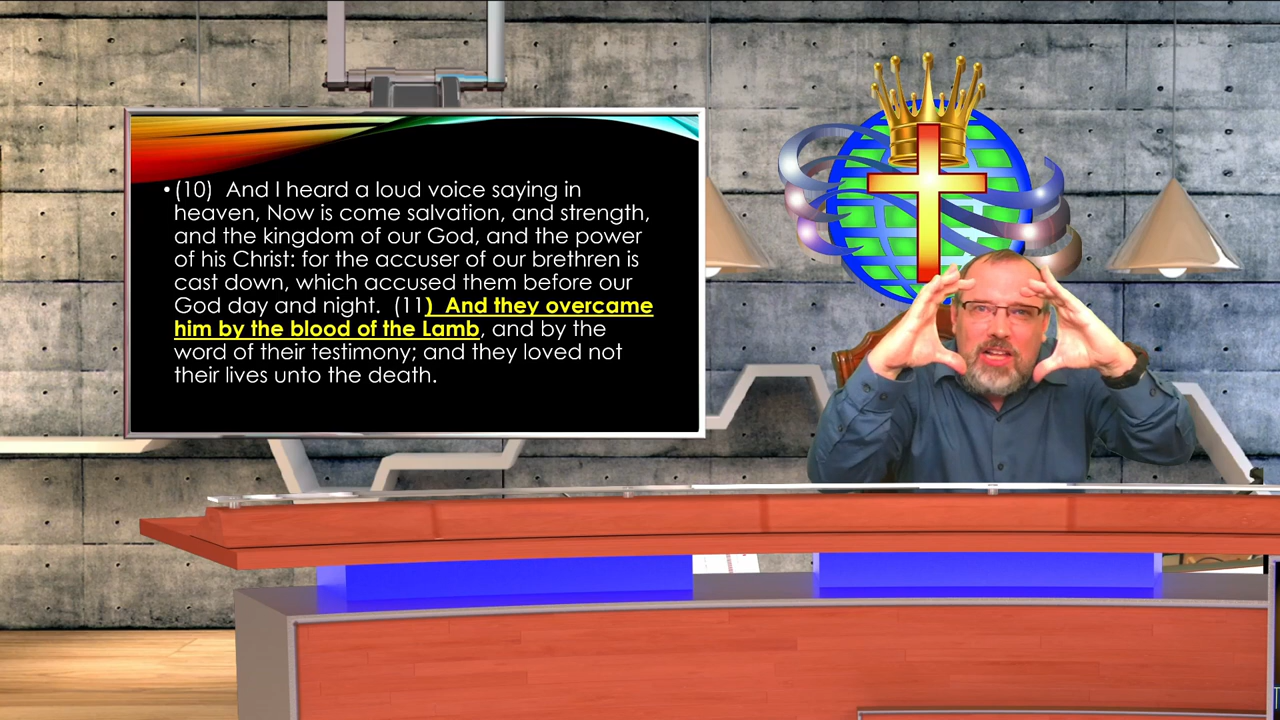 • (10) And I heard a loud voice saying in
heaven, Now is come salvation, and strength,
and the kingdom of our God, and the power
of his Christ: for the accuser of our brethren is
cast down, which accused them before our
God day and night. (11) And they overcame
him by the blood of the Lamb, and by the
word of their testimony; and they loved not
their lives unto the death.